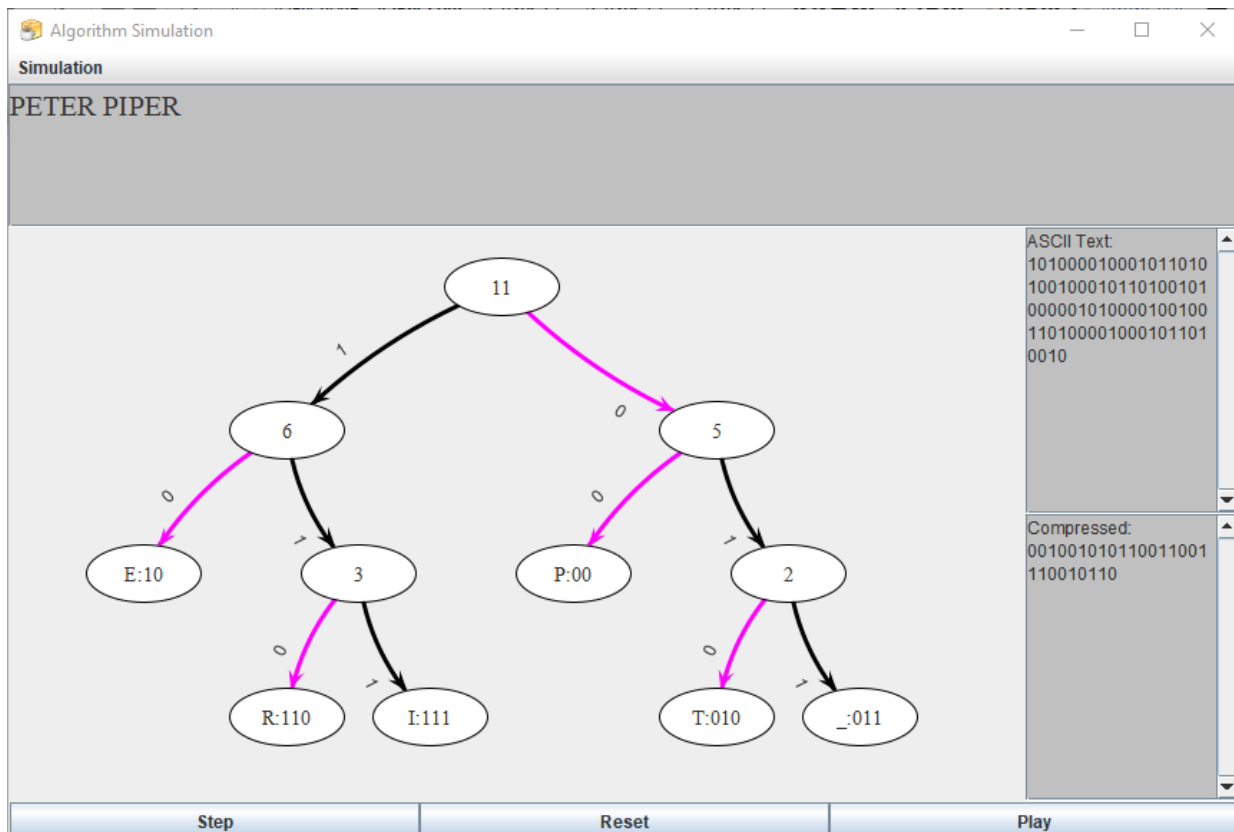 Algorithm Simulation
Simulation
PETER PIPER
11
1
0
6
5
0
1
0
1
E:10
3
P:00
2
0
1
0
1
R:110
I:111
T:010
_:011
ASCII Text:
101000010001011010
100100010110100101
000001010000100100
110100001000101101
0010
Compressed:
001001010110011001
110010110
Step
Reset
Play